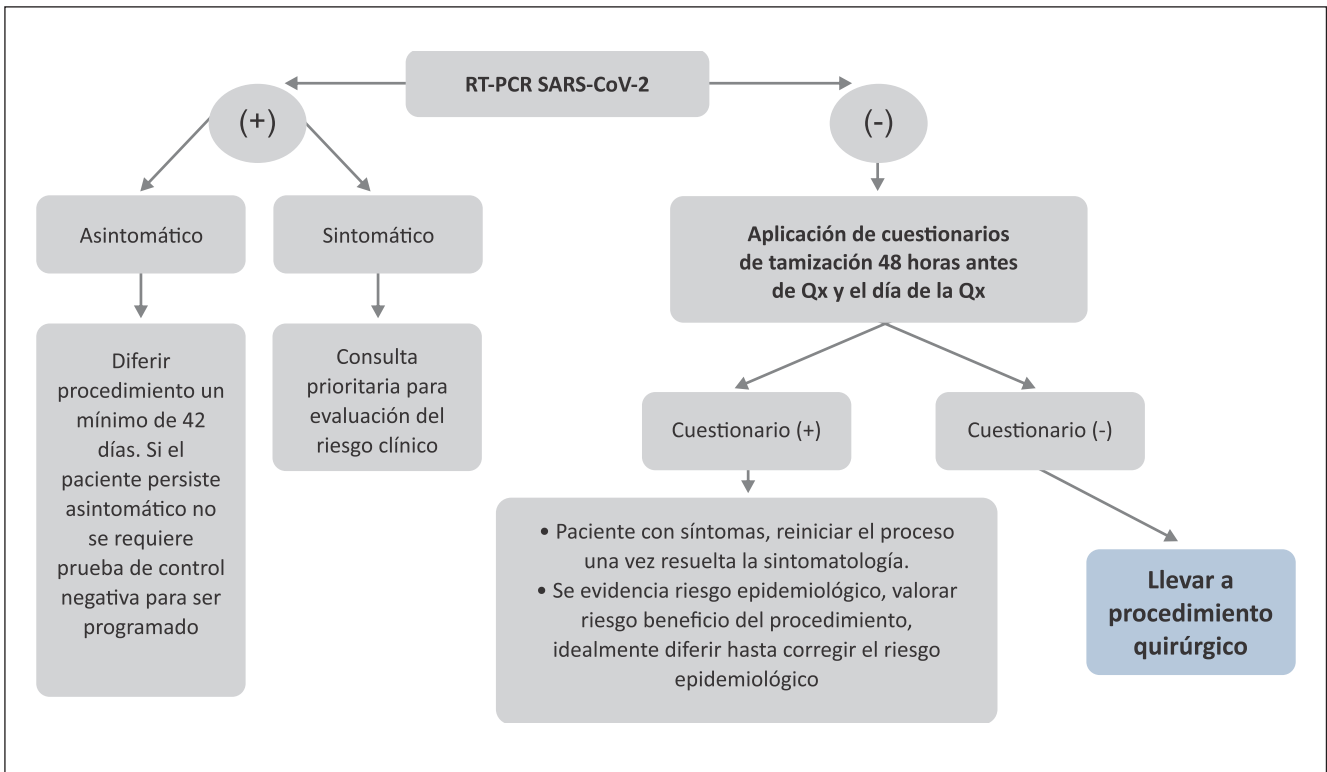 RT-PCR SARS-CoV-2
(+)
(-)
Asintomático
Sintomático
Aplicación de cuestionarios
de tamización 48 horas antes
de Qx y el día de la Qx
Diferir
procedimiento un
mínimo de 42
días. Si el
paciente persiste
asintomático no
se requiere
prueba de control
negativa para ser
programado
Consulta
prioritaria para
evaluación del
riesgo clínico
Cuestionario (+)
Cuestionario (-)
• Paciente con síntomas, reiniciar el proceso
una vez resuelta la sintomatología.
• Se evidencia riesgo epidemiológico, valorar
riesgo beneficio del procedimiento,
idealmente diferir hasta corregir el riesgo
epidemiológico
Llevar a
procedimiento
quirúrgico